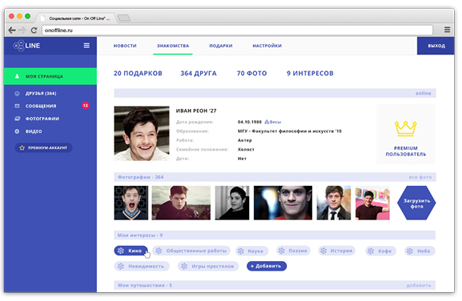 Социальная сеть - On Off Line"
onoffline.ru
LINE
НОВОСТИ ЗНАКОМСТВА ПОДАРКИ НАСТРОЙКИ ВЫХОД
МОЯ СТРАНИЦА
ДРУЗЬЯ (364)
СООБЩЕНИЯ 12
ФОТОГРАФИИ
ВИДЕО
ПРЕМИУМ АККАУНТ
20 ПОДАРКОВ 364 ДРУГА 70 ФОТО 9 ИНТЕРЕСОВ
online
ИВАН РЕОН '27
Дата рождения: 04.10.1988
Образование: МГУ - Факультет философии и искусств '10
Работа: Актер
Семейное положение: Холост
Дети: Нет
PREMIUM
ПОЛЬЗОВАТЕЛЬ
Фотографии - 364 все фото
Загрузить
фото
Мои интересы - 9
Кино Общественные работы Наука Поэзия История Кофе Небо
Невидимость Игры престолов + Добавить
Мои путешествия - 5 добавить